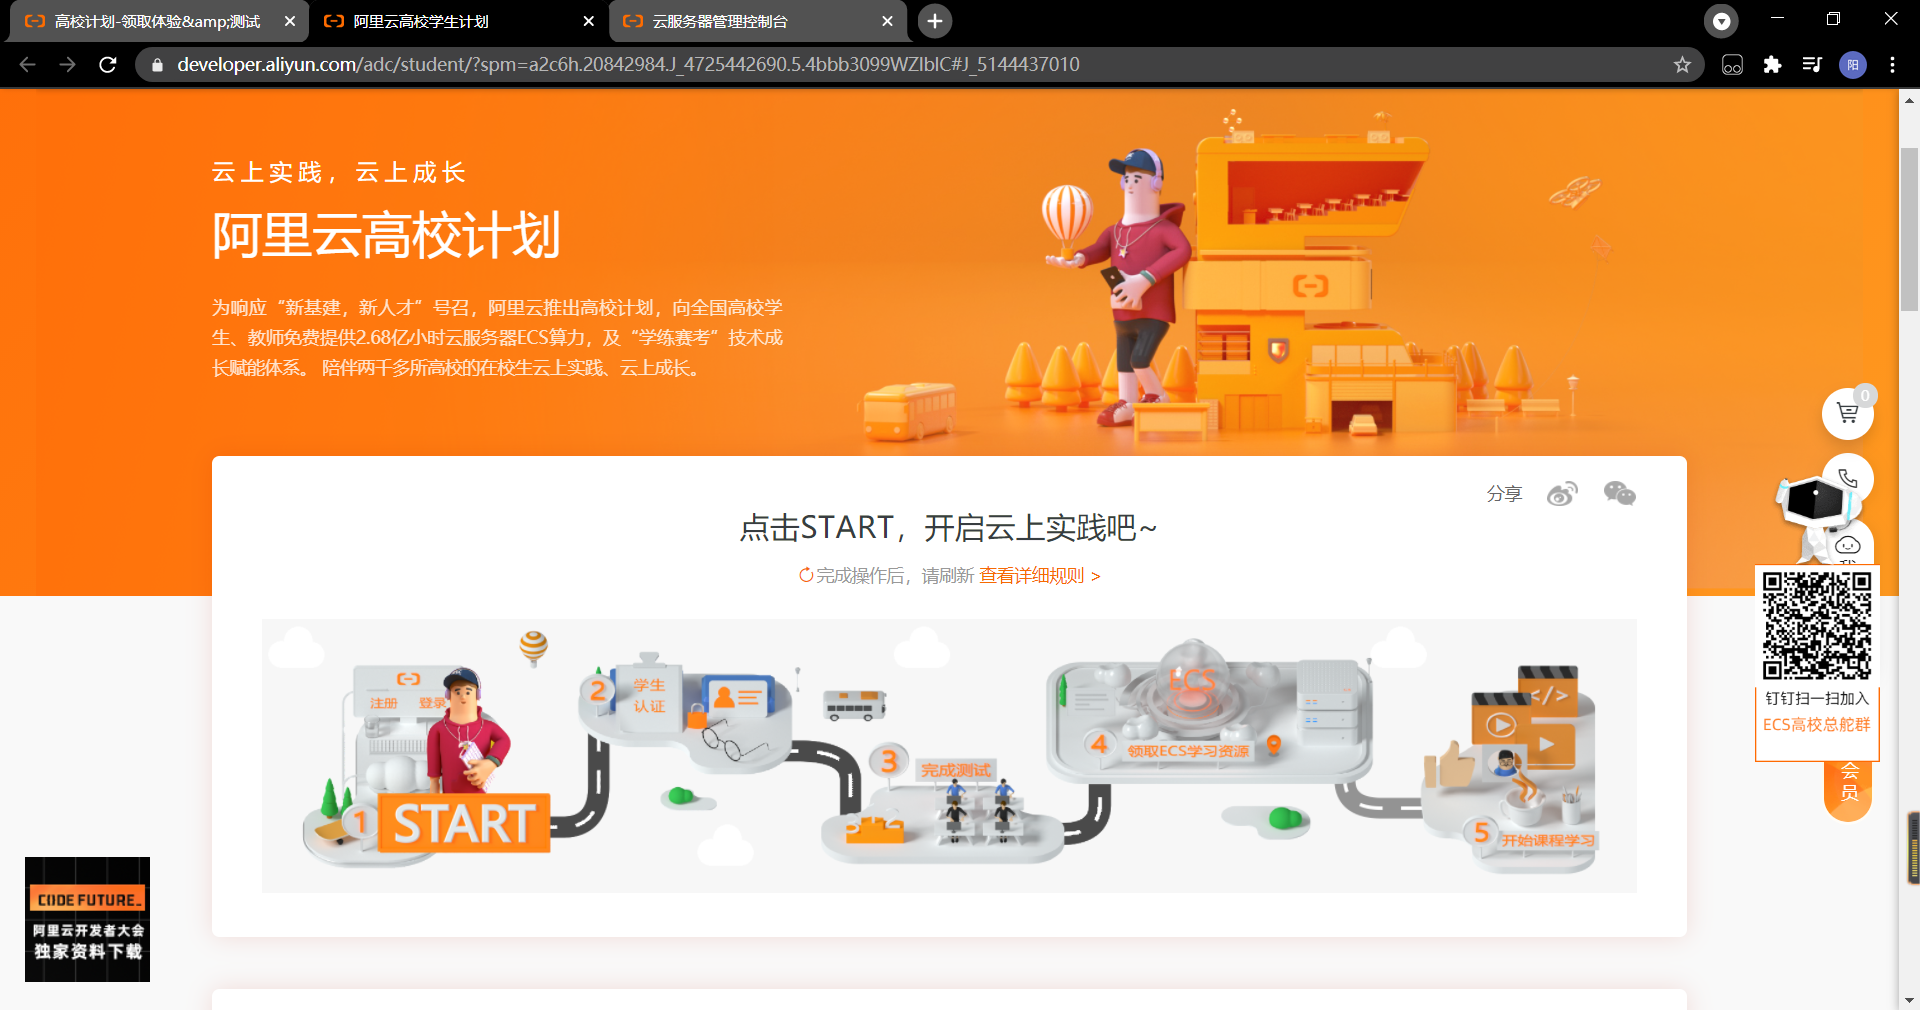 高校计划-领取体验&amp;测试
阿里云高校学生计划
云服务器管理控制台
developer.aliyun.com/adc/student/?spm=a2c6h.20842984.J_4725442690.5.4bbb3099WZIblC#J_5144437010
阳
云上实践，云上成长
阿里云高校计划
为响应“新基建，新人才”号召，阿里云推出高校计划，向全国高校学
生、教师免费提供2.68亿小时云服务器ECS算力，及“学练赛考”技术成
长赋能体系。 陪伴两千多所高校的在校生云上实践、云上成长。
0
分享
点击START，开启云上实践吧~
完成操作后，请刷新 查看详细规则 >
注册 登录
1
START
2
学生
认证
3
完成测试
ECS
4
领取ECS学习资源
</>
5
开始课程学习
钉钉扫一扫加入
ECS高校总舵群
会
员
CODE FUTURE_
阿里云开发者大会
独家资料下载